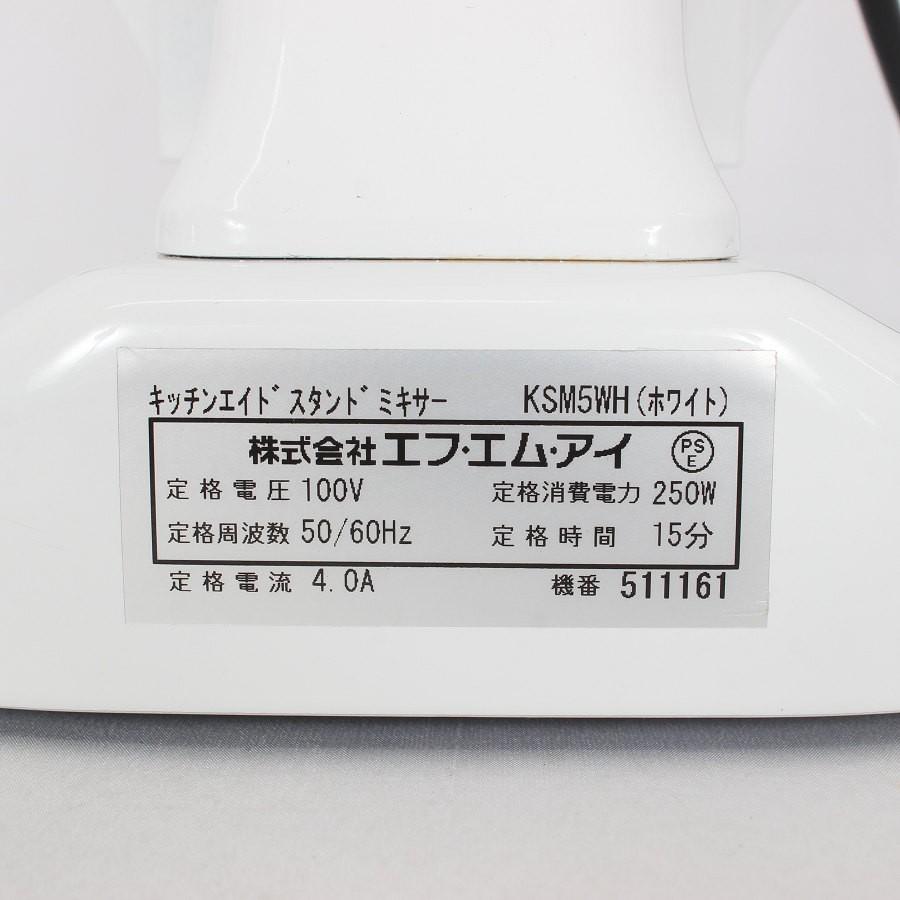 ｷｯﾁﾝｴｲﾄﾞｽﾀﾝﾄﾞﾐｷｻｰ KSM5WH(ﾎﾜｲﾄ)
株式会社エフ・エム・アイ PSE
定格電圧 100V 定格消費電力 250W
定格周波数 50/60Hz 定格時間 15分
定格電流 4.0A 機番 511161